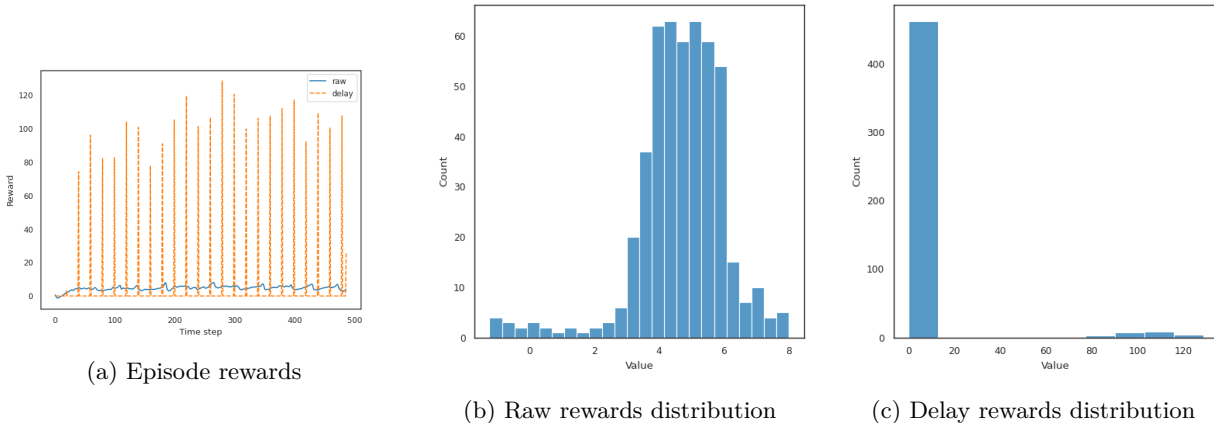 raw
delay
120
100
80
60
40
20
0
Reward
0 100 200 300 400 500
Time step
(a) Episode rewards
60
50
40
30
20
10
0
Count
0 2 4 6 8
Value
(b) Raw rewards distribution
400
300
200
100
0
Count
0 20 40 60 80 100 120
Value
(c) Delay rewards distribution